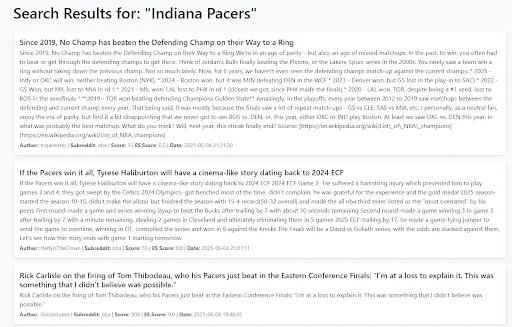 Search Results for: "Indiana Pacers"
Since 2019, No Champ has beaten the Defending Champ on their Way to a Ring
Since 2019, No Champ has beaten the Defending Champ on their Way to a Ring We're in an age of parity - but also, an age of missed matchups. In the past, to win, you often had
to beat or get through the defending champs to get there. Think of Jordan's Bulls finally beating the Pistons, or the Lakers-Spurs series in the 2000s. You rarely saw a team win a
ring without taking down the previous champ. Not so much lately. Now, for 6 years, we haven't even seen the defending champs match-up against the current champs. * 2025 -
Indy or OKC will win, neither beating Boston (NYK). * 2024 - Boston won, but it was MIN defeating DEN in the WCF * 2023 - Denver won, but GS lost in the play-in to SAC) * 2022 -
GS Won, but MIL lost to MIA in rd 1 * 2021 - MIL won, LAL lost to PHX in rd 1 (closest we got, since PHX made the finals) * 2020 - LAL won, TOR, despite being a #1 seed, lost to
BOS in the semifinals * **2019 - TOR won beating defending Champions Golden State** Amazingly, in the playoffs, every year between 2012 to 2019 saw matchups between the
defending and current champ every year. That being said, it was mostly because the finals saw a lot of repeat match-ups - GS vs CLE, SAS vs MIA, etc. I personally, as a neutral fan,
enjoy the era of parity, but find it a bit disappointing that we never got to see BOS vs. DEN, or, this year, either OKC or IND play Boston. At least we saw OKC vs. DEN this year, in
what was probably the best matchup. What do you think? Will, next year, this streak finally end? Source: [https://en.wikipedia.org/wiki/List\_of\_NBA\_champions]
(https://en.wikipedia.org/wiki/List_of_NBA_champions)
Author: trojanester | Subreddit: nba | Score: 9 | ES Score: 0.0 | Date: 2025-06-04 21:21:20
If the Pacers win it all, Tyrese Haliburton will have a cinema-like story dating back to 2024 ECF
If the Pacers win it all, Tyrese Haliburton will have a cinema-like story dating back to 2024 ECF 2024 ECF Game 2- He suffered a hamstring injury which prevented him to play
games 3 and 4, they got swept by the Celtics 2024 Olympics- got benched most of the time, didn't complain, he was grateful for the experience and the gold medal 2025 season-
started the season 10-15, didn't make the allstar but finished the season with 15-4 record(50-32 overall) and made the all nba third team Voted as the "most overrated" by his
peers First round-made a game and series winning layup to beat the Bucks after trailing by 7 with about 30 seconds remaining Second round-made a game winning 3 in game 2
after trailing by 7 with a minute remaining, stealing 2 games in Cleveland and ultimately eliminating them in 5 games 2025 ECF-trailing by 17, he made a game-tying jumper to
send the game to overtime, winning in OT, controlled the series and won in 6 against the Knicks The Finals will be a David vs Goliath series, with the odds are stacked against them.
Let's see how this story ends with game 1 starting tomorrow.
Author: HeftyIsTheCrown | Subreddit: nba | Score: 55 | ES Score: 0.0 | Date: 2025-06-04 21:07:11
Rick Carlisle on the firing of Tom Thibodeau, who his Pacers just beat in the Eastern Conference Finals: "I'm at a loss to explain it. This was
something that I didn't believe was possible."
Rick Carlisle on the firing of Tom Thibodeau, who his Pacers just beat in the Eastern Conference Finals: "I'm at a loss to explain it. This was something that I didn't believe was
possible."
Author: Goosedukee | Subreddit: nba | Score: 900 | ES Score: 0.0 | Date: 2025-06-04 19:46:05